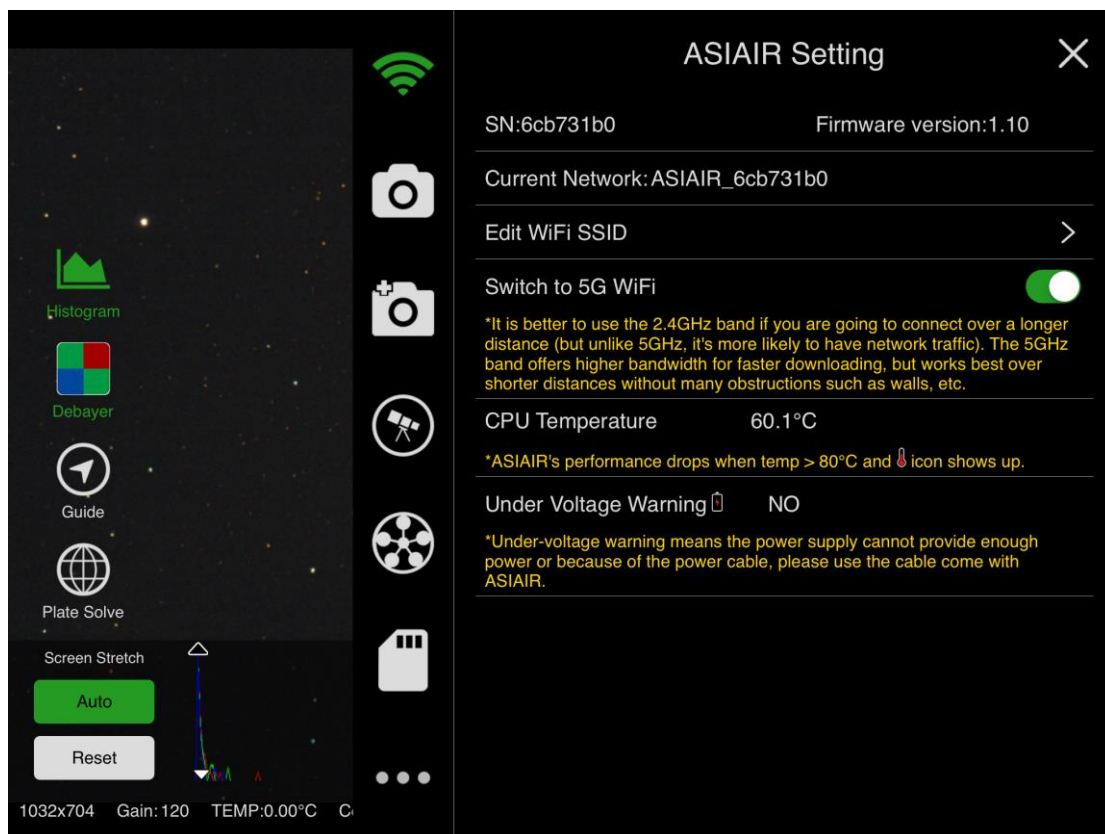 Histogram
Debayer
Guide
Plate Solve
Screen Stretch
Auto
Reset
1032x704 Gain:120 TEMP:0.00°C
ASIAIR Setting
SN:6cb731b0 Firmware version:1.10
Current Network:ASIAIR_6cb731b0
Edit WiFi SSID
Switch to 5G WiFi
*It is better to use the 2.4GHz band if you are going to connect over a longer
distance (but unlike 5GHz, it's more likely to have network traffic). The 5GHz
band offers higher bandwidth for faster downloading, but works best over
shorter distances without many obstructions such as walls, etc.
CPU Temperature 60.1°C
*ASIAIR's performance drops when temp > 80°C and icon shows up.
Under Voltage Warning NO
*Under-voltage warning means the power supply cannot provide enough
power or because of the power cable, please use the cable come with
ASIAIR.